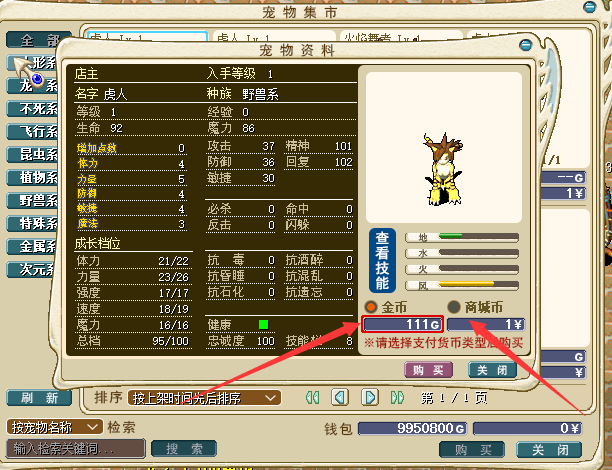 宠物集市
全部
虎人 Lv 1
虎人 Lv 1
火焰舞者 Lv 1
形系
龙系
不死系
飞行系
昆虫系
植物系
野兽系
特殊系
金属系
次元系
宠物资料
店主 入手等级 1
名字 虎人 种族 野兽系
等级 1 经验 0
生命 92 魔力 86
增加点数 0 攻击 37 精神 101
体力 4 防御 36 回复 102
力量 5 敏捷 30
防御 4
敏捷 4 必杀 0 命中 0
魔法 3 反击 0 闪躲 0
成长档位
体力 21/22 抗毒 0 抗酒醉 0
力量 23/26 抗昏睡 0 抗混乱 0
强度 17/17 抗石化 0 抗遗忘 0
速度 18/19
魔力 16/16 健康
总档 95/100 忠诚度 100 技能栏 8
查看技能
地
水
火
风
金币 商城币
111G 1¥
※请选择支付货币类型后购买
购买 关闭
/1
--G
1¥
G
¥
刷新 排序 按上架时间先后排序 第 1 / 1 页
按宠物名称 检索 钱包 9950800G 0¥
输入检索关键词... 搜索 购买 关闭